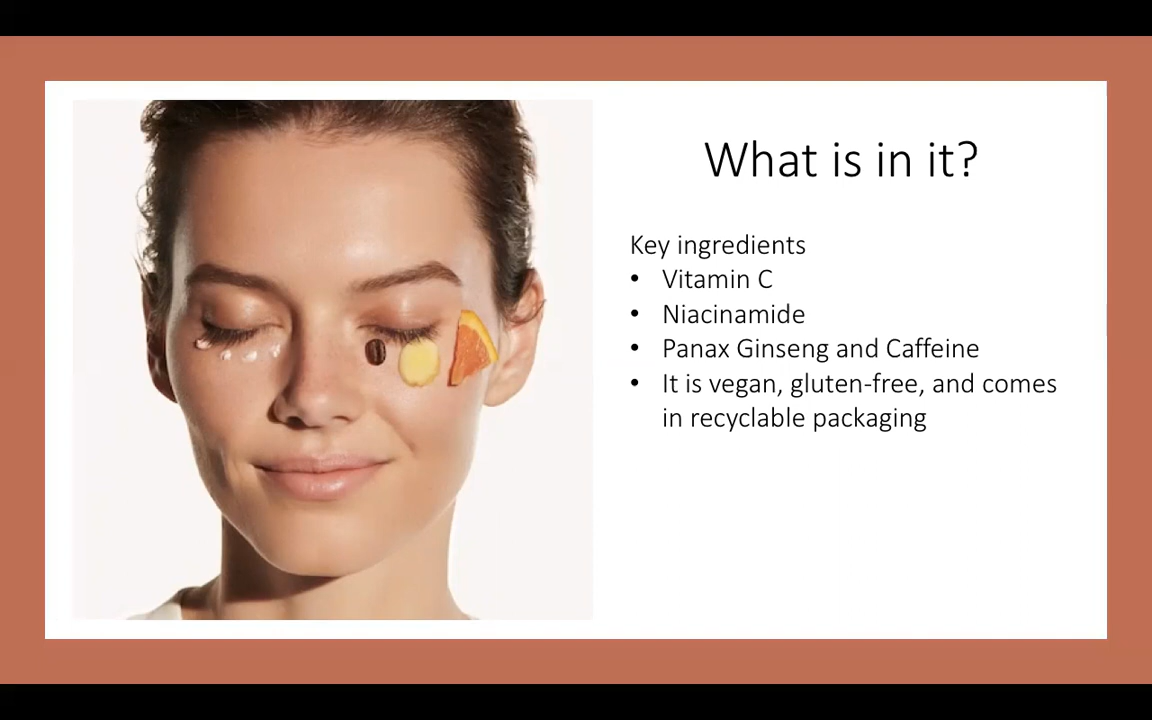 What is in it?
Key ingredients
• Vitamin C
• Niacinamide
• Panax Ginseng and Caffeine
• It is vegan, gluten-free, and comes
in recyclable packaging